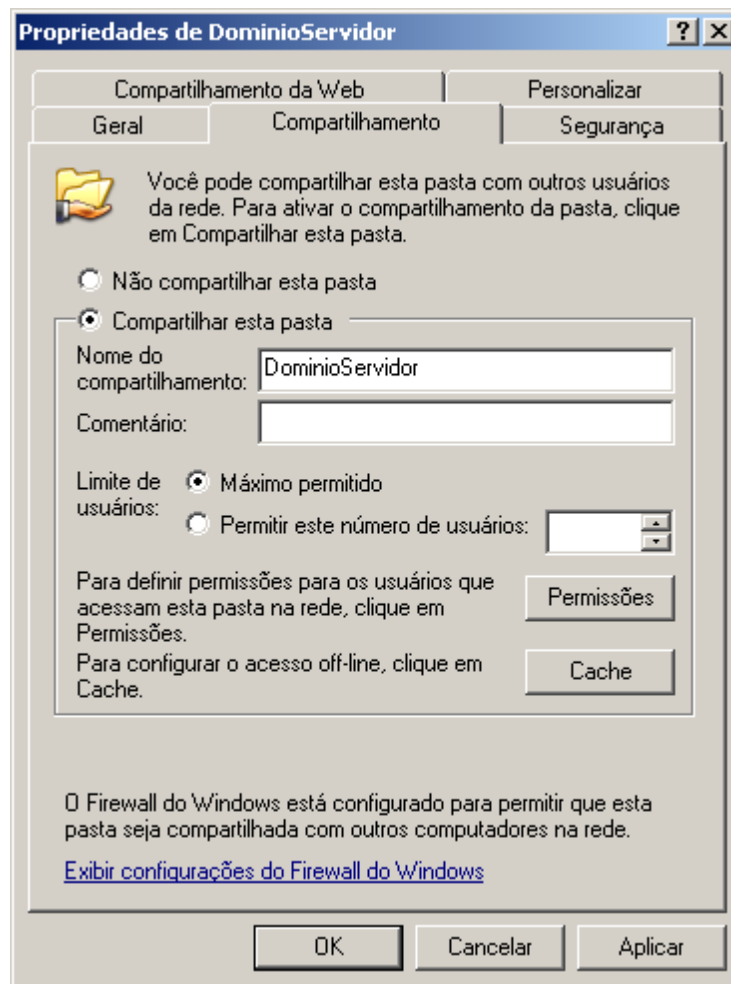 Propriedades de DominioServidor
Compartilhamento da Web
Personalizar
Geral
Compartilhamento
Segurança
Você pode compartilhar esta pasta com outros usuários
da rede. Para ativar o compartilhamento da pasta, clique
em Compartilhar esta pasta.
Não compartilhar esta pasta
Compartilhar esta pasta
Nome do
compartilhamento:
DominioServidor
Comentário:
Limite de
usuários:
Máximo permitido
Permitir este número de usuários:
Para definir permissões para os usuários que
acessam esta pasta na rede, clique em
Permissões.
Permissões
Para configurar o acesso off-line, clique em
Cache.
Cache
O Firewall do Windows está configurado para permitir que esta
pasta seja compartilhada com outros computadores na rede.
Exibir configurações do Firewall do Windows
OK
Cancelar
Aplicar